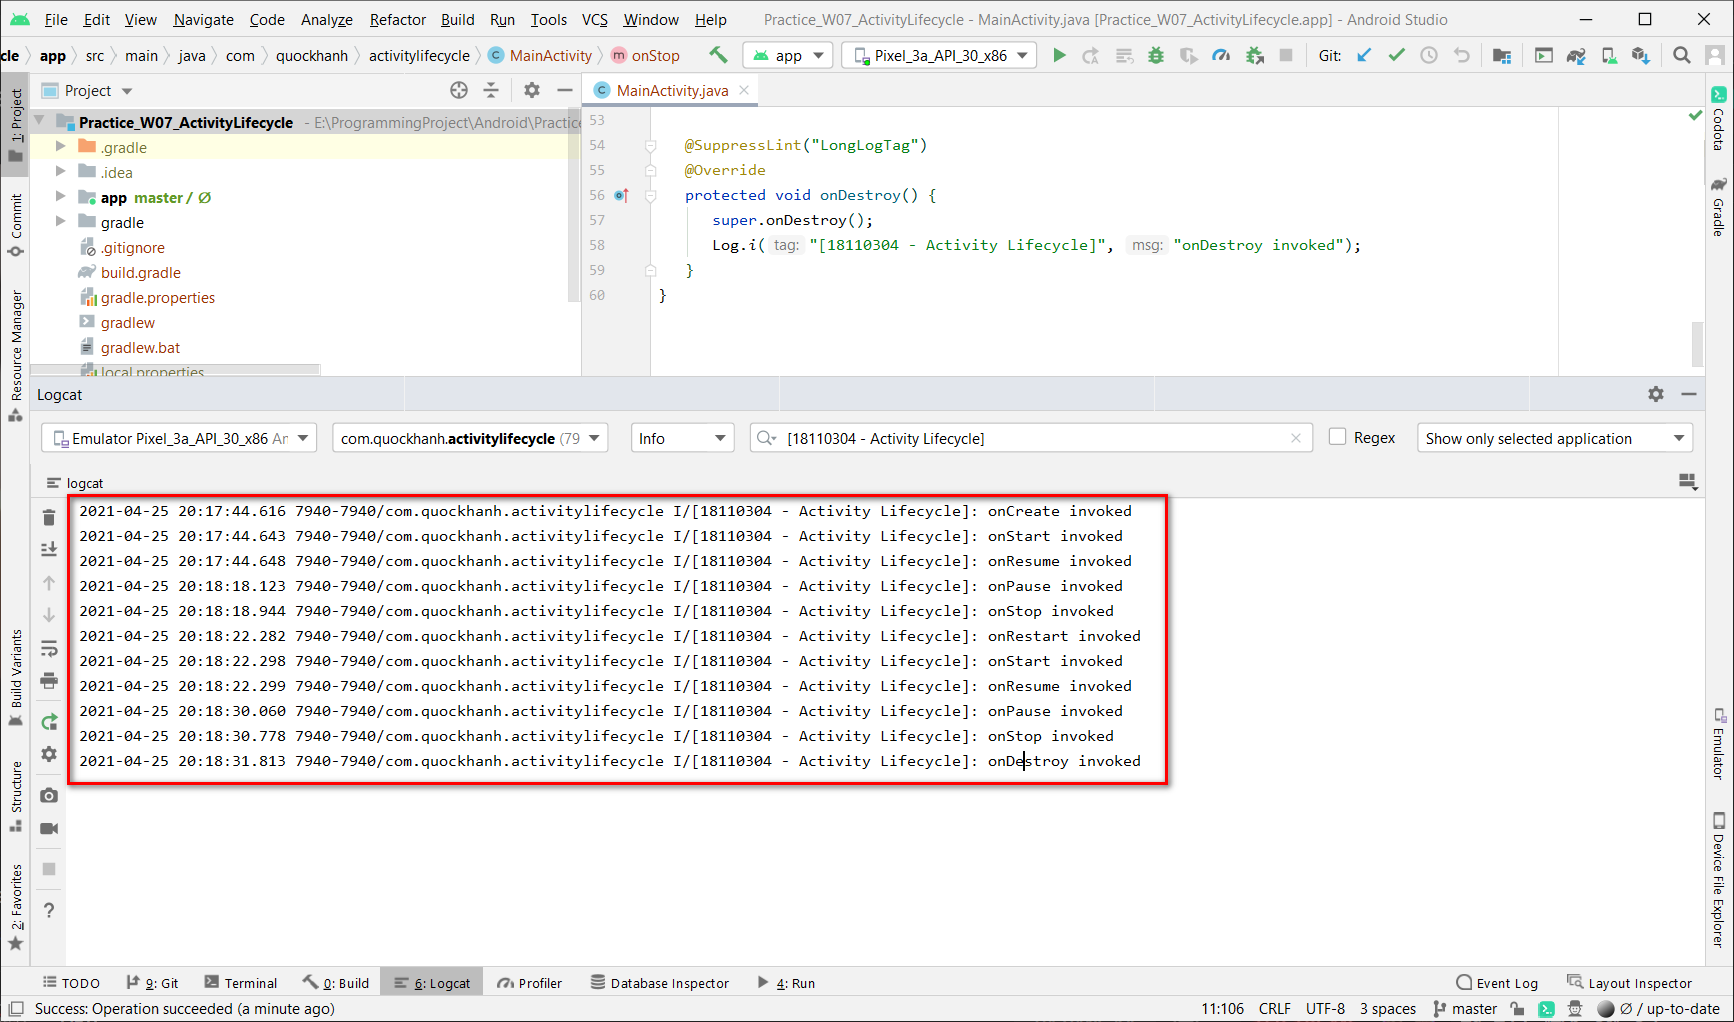 File Edit View Navigate Code Analyze Refactor Build Run Tools VCS Window Help Practice_W07_ActivityLifecycle - MainActivity.java [Practice_W07_ActivityLifecycle.app] - Android Studio
cle app src main java com quockhanh activitylifecycle C MainActivity m onStop app Pixel_3a_API_30_x86 Git:
Project
C MainActivity.java
1: Project
Commit
Resource Manager
Build Variants
Structure
2: Favorites
Practice_W07_ActivityLifecycle - E:\ProgrammingProject\Android\Practice
.gradle
.idea
app master / Ø
gradle
.gitignore
build.gradle
gradle.properties
gradlew
gradlew.bat
local.properties
53
54 @SuppressLint("LongLogTag")
55 @Override
56 protected void onDestroy() {
57 super.onDestroy();
58 Log.i( tag: "[18110304 - Activity Lifecycle]", msg: "onDestroy invoked");
59 }
60 }
Codota
Gradle
Emulator
Device File Explorer
Logcat
Emulator Pixel_3a_API_30_x86 Ar com.quockhanh.activitylifecycle (79 Info [18110304 - Activity Lifecycle] Regex Show only selected application
logcat
2021-04-25 20:17:44.616 7940-7940/com.quockhanh.activitylifecycle I/[18110304 - Activity Lifecycle]: onCreate invoked
2021-04-25 20:17:44.643 7940-7940/com.quockhanh.activitylifecycle I/[18110304 - Activity Lifecycle]: onStart invoked
2021-04-25 20:17:44.648 7940-7940/com.quockhanh.activitylifecycle I/[18110304 - Activity Lifecycle]: onResume invoked
2021-04-25 20:18:18.123 7940-7940/com.quockhanh.activitylifecycle I/[18110304 - Activity Lifecycle]: onPause invoked
2021-04-25 20:18:18.944 7940-7940/com.quockhanh.activitylifecycle I/[18110304 - Activity Lifecycle]: onStop invoked
2021-04-25 20:18:22.282 7940-7940/com.quockhanh.activitylifecycle I/[18110304 - Activity Lifecycle]: onRestart invoked
2021-04-25 20:18:22.298 7940-7940/com.quockhanh.activitylifecycle I/[18110304 - Activity Lifecycle]: onStart invoked
2021-04-25 20:18:22.299 7940-7940/com.quockhanh.activitylifecycle I/[18110304 - Activity Lifecycle]: onResume invoked
2021-04-25 20:18:30.060 7940-7940/com.quockhanh.activitylifecycle I/[18110304 - Activity Lifecycle]: onPause invoked
2021-04-25 20:18:30.778 7940-7940/com.quockhanh.activitylifecycle I/[18110304 - Activity Lifecycle]: onStop invoked
2021-04-25 20:18:31.813 7940-7940/com.quockhanh.activitylifecycle I/[18110304 - Activity Lifecycle]: onDestroy invoked
TODO 9: Git Terminal 0: Build 6: Logcat Profiler Database Inspector 4: Run Event Log Layout Inspector
Success: Operation succeeded (a minute ago) 11:106 CRLF UTF-8 3 spaces master Ø / up-to-date